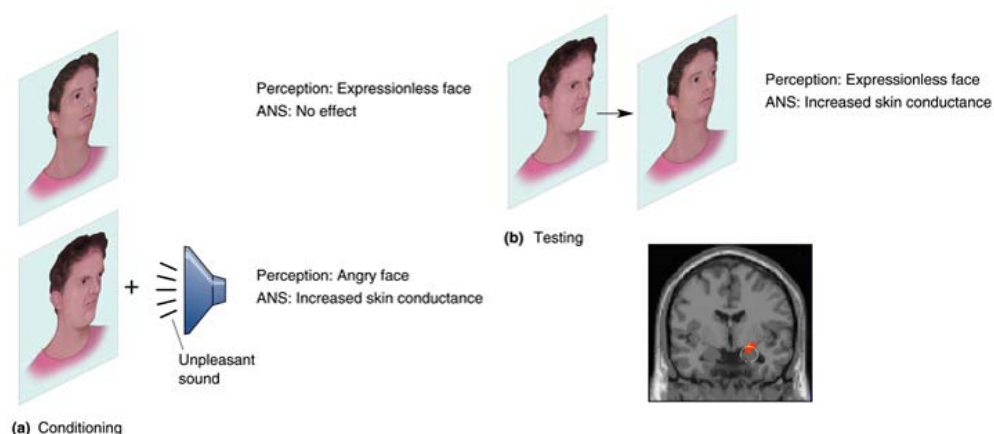 Perception: Expressionless face
ANS: No effect
+
Perception: Angry face
ANS: Increased skin conductance
Unpleasant
sound
(a) Conditioning
Perception: Expressionless face
ANS: Increased skin conductance
(b) Testing